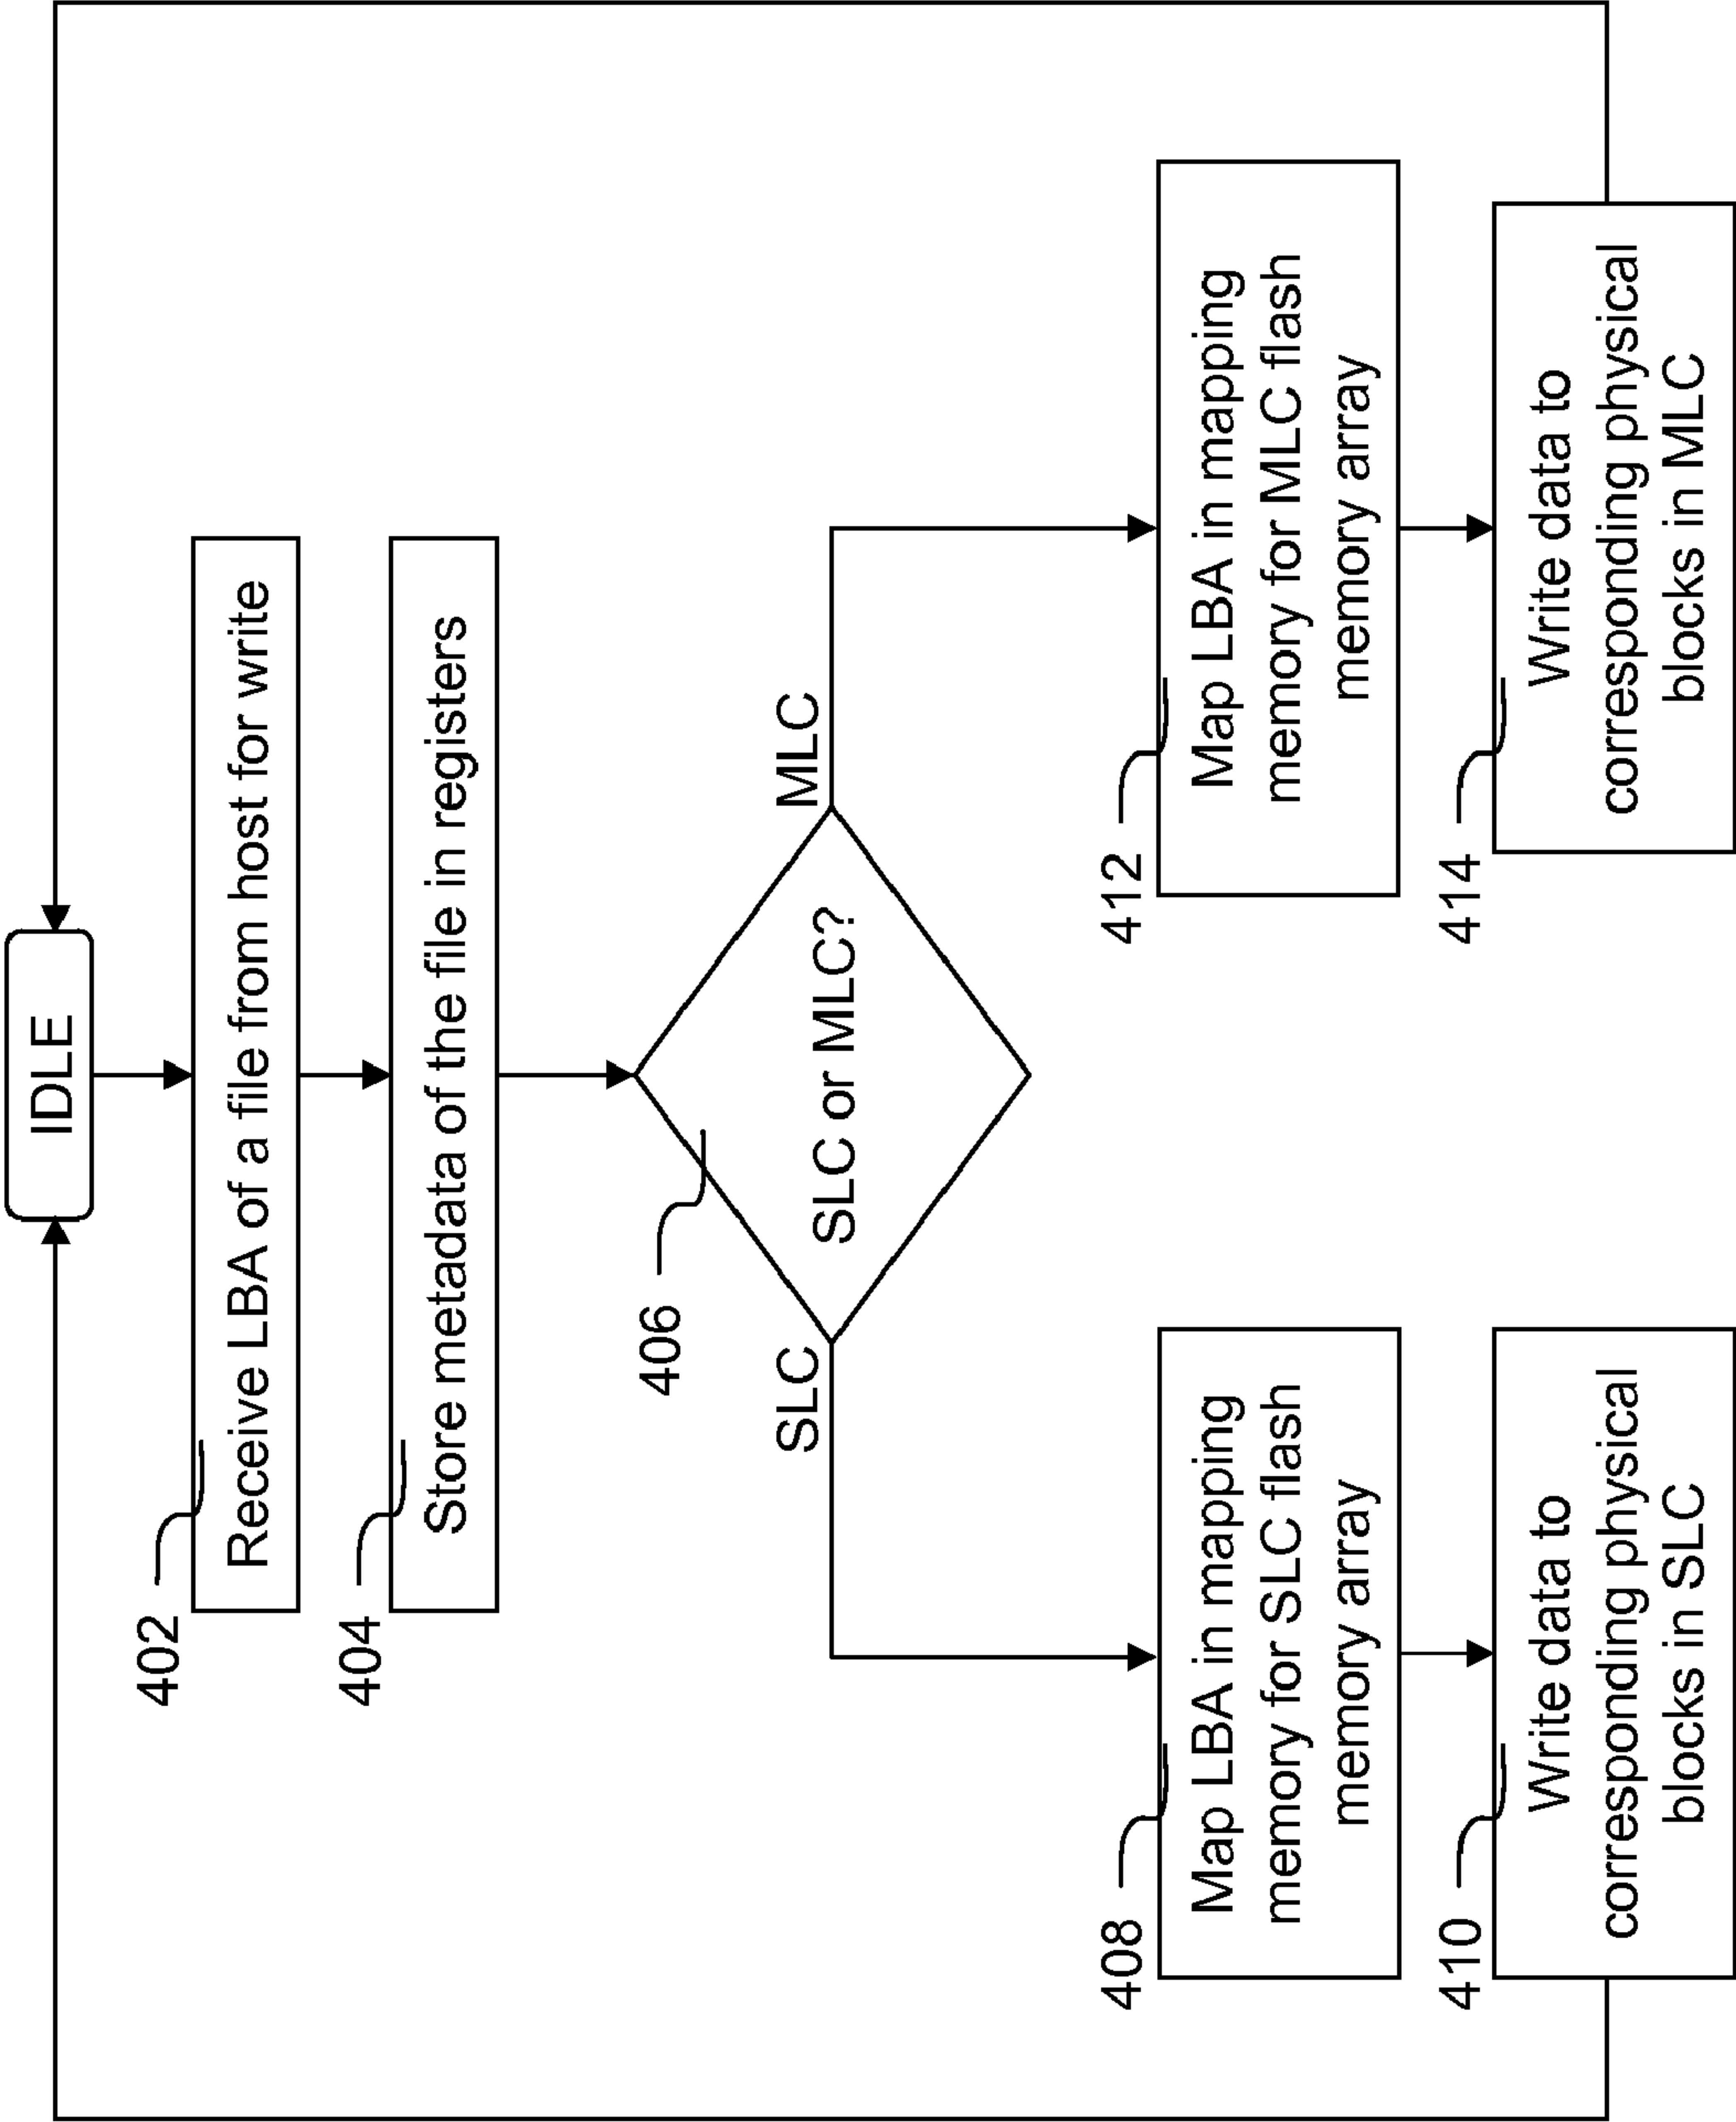 IDLE
402
Receive LBA of a file from host for write
404
Store metadata of the file in registers
406
SLC or MLC?
SLC
MLC
408
Map LBA in mapping
memory for SLC flash
memory array
412
Map LBA in mapping
memory for MLC flash
memory array
410
Write data to
corresponding physical
blocks in SLC
414
Write data to
corresponding physical
blocks in MLC